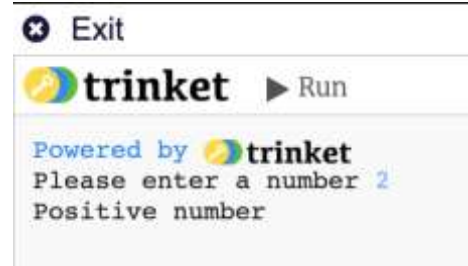 Exit
trinket Run
Powered by trinket
Please enter a number 2
Positive number